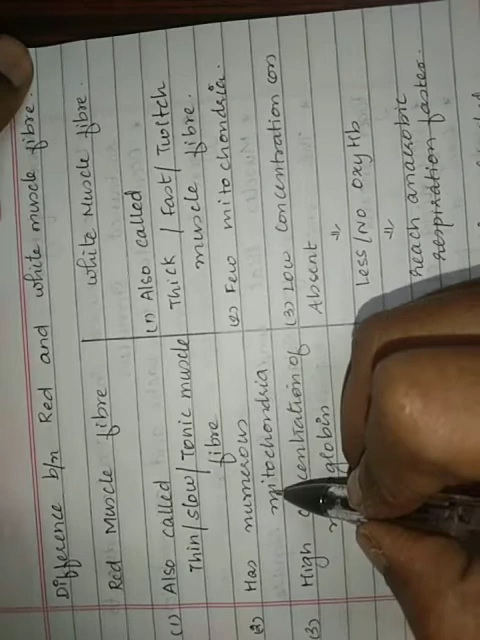 Difference b/n Red and white muscle fibre.
Red Muscle fibre
(1) Also called
Thin/slow/Tonic muscle
fibre
(2) Has numerous
mitochondria
(3) High centration of
globin
white Muscle fibre.
(1) Also called
Thick / Fast / Twitch
muscle fibre.
(2) Few mitochondria.
(3) Low concentration
Absent
⇒
Less/No OxyHb
⇒
Reach anaerobic
respiration faster.